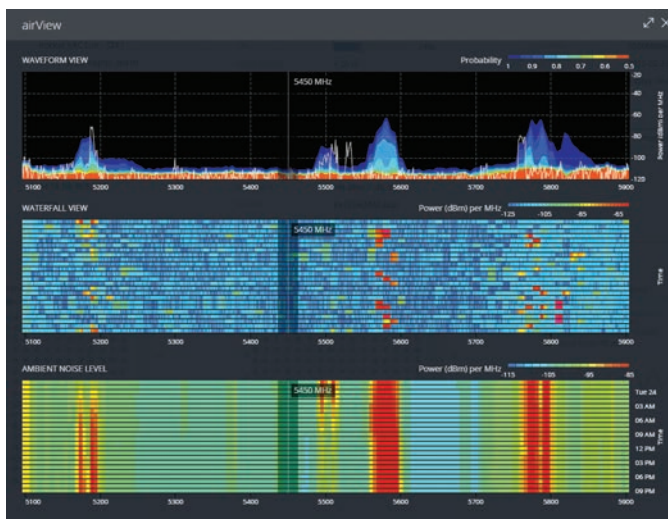 airView
WAVEFORM VIEW
Probability
1 0.9 0.8 0.7 0.6 0.5
5450 MHz
-20
-40
-60
-80
-100
-120
Power (dBm) per MHz
5100 5200 5300 5400 5500 5600 5700 5800 5900
WATERFALL VIEW
Power (dBm) per MHz
-115 -105 -95 -85
5450 MHz
Time
5100 5200 5300 5400 5500 5600 5700 5800 5900
AMBIENT NOISE LEVEL
Power (dBm) per MHz
-115 -105 -95 -85
5450 MHz
Tue 24
03 AM
06 AM
09 AM
12 PM
03 PM
06 PM
09 PM
Time
5100 5200 5300 5400 5500 5600 5700 5800 5900